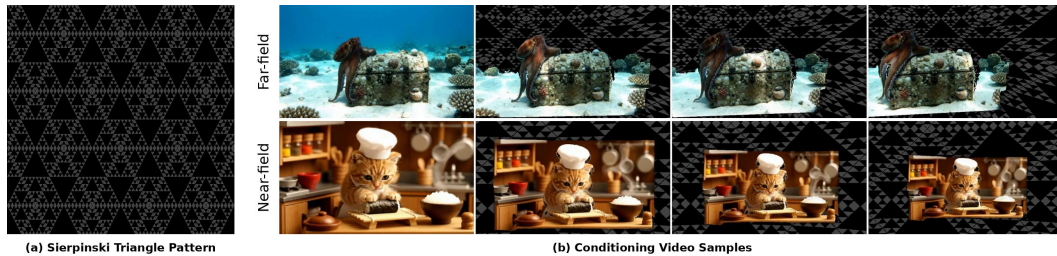 Far-field
Near-field
(a) Sierpinski Triangle Pattern
(b) Conditioning Video Samples